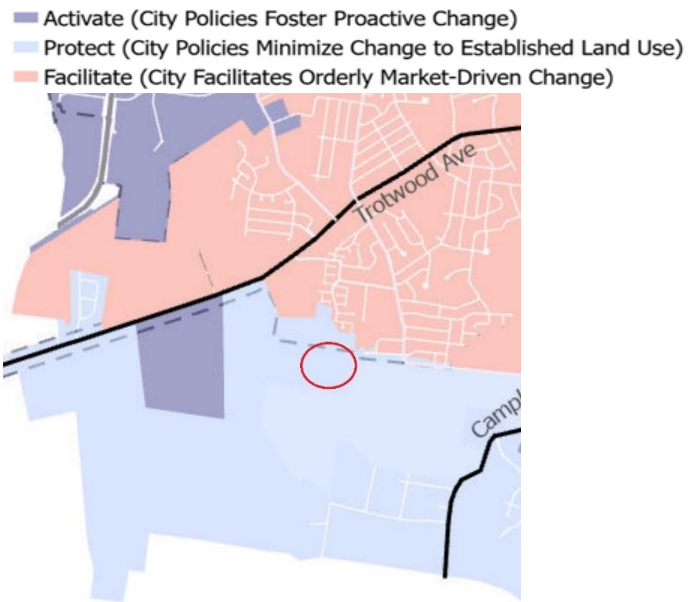 Activate (City Policies Foster Proactive Change)
Protect (City Policies Minimize Change to Established Land Use)
Facilitate (City Facilitates Orderly Market-Driven Change)
Trotwood Ave
Campl